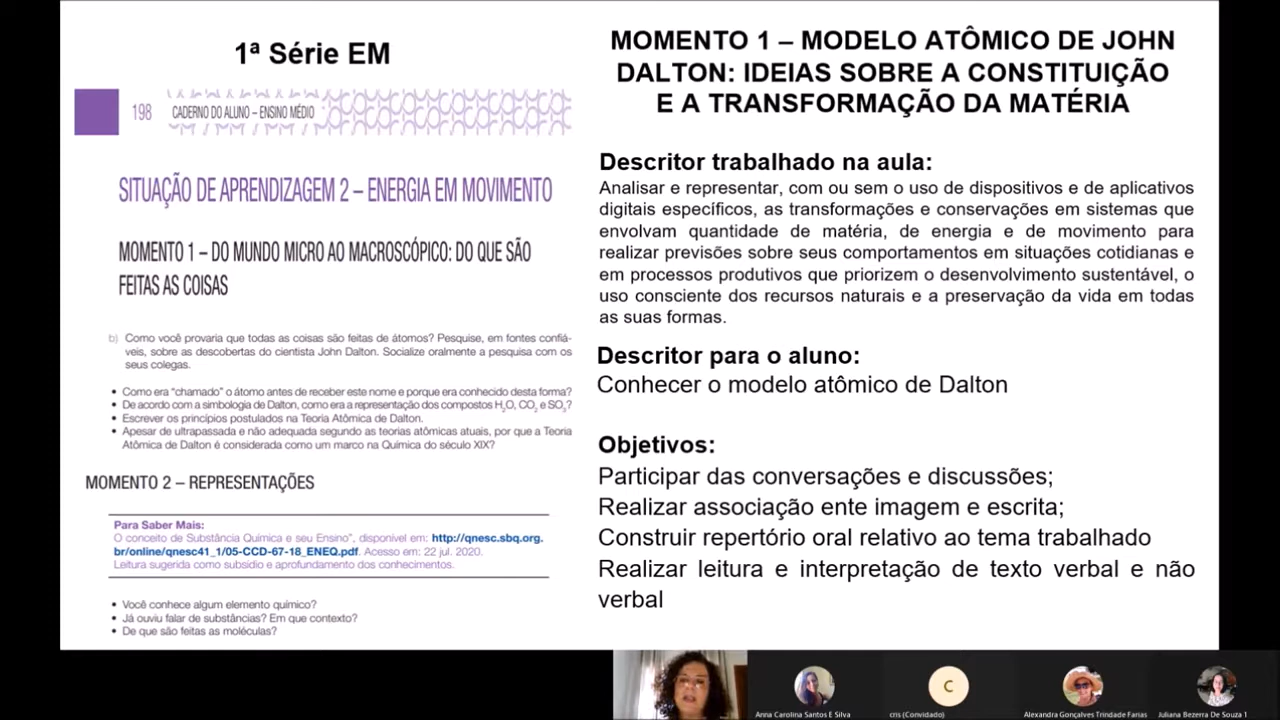 1ª Série EM
198 CADERNO DO ALUNO – ENSINO MÉDIO
SITUAÇÃO DE APRENDIZAGEM 2 – ENERGIA EM MOVIMENTO
MOMENTO 1 – DO MUNDO MICRO AO MACROSCÓPICO: DO QUE SÃO
FEITAS AS COISAS
b) Como você provaria que todas as coisas são feitas de átomos? Pesquise, em fontes confiá-
veis, sobre as descobertas do cientista John Dalton. Socialize oralmente a pesquisa com os
seus colegas.
• Como era “chamado” o átomo antes de receber este nome e porque era conhecido desta forma?
• De acordo com a simbologia de Dalton, como era a representação dos compostos H₂O, CO₂ e SO₃?
• Escrever os princípios postulados na Teoria Atômica de Dalton.
• Apesar de ultrapassada e não adequada segundo as teorias atômicas atuais, por que a Teoria
Atômica de Dalton é considerada como um marco na Química do século XIX?
MOMENTO 2 – REPRESENTAÇÕES
Para Saber Mais:
O conceito de Substância Química e seu Ensino”, disponível em: http://qnesc.sbq.org.
br/online/qnesc41_1/05-CCD-67-18_ENEQ.pdf. Acesso em: 22 jul. 2020.
Leitura sugerida como subsídio e aprofundamento dos conhecimentos.
• Você conhece algum elemento químico?
• Já ouviu falar de substâncias? Em que contexto?
• De que são feitas as moléculas?
MOMENTO 1 – MODELO ATÔMICO DE JOHN
DALTON: IDEIAS SOBRE A CONSTITUIÇÃO
E A TRANSFORMAÇÃO DA MATÉRIA
Descritor trabalhado na aula:
Analisar e representar, com ou sem o uso de dispositivos e de aplicativos
digitais específicos, as transformações e conservações em sistemas que
envolvam quantidade de matéria, de energia e de movimento para
realizar previsões sobre seus comportamentos em situações cotidianas e
em processos produtivos que priorizem o desenvolvimento sustentável, o
uso consciente dos recursos naturais e a preservação da vida em todas
as suas formas.
Descritor para o aluno:
Conhecer o modelo atômico de Dalton
Objetivos:
Participar das conversações e discussões;
Realizar associação ente imagem e escrita;
Construir repertório oral relativo ao tema trabalhado
Realizar leitura e interpretação de texto verbal e não
verbal
C
Anna Carolina Santos E Silva
cris (Convidado)
Alexandra Gonçalves Trindade Farias
Juliana Bezerra De Souza 1